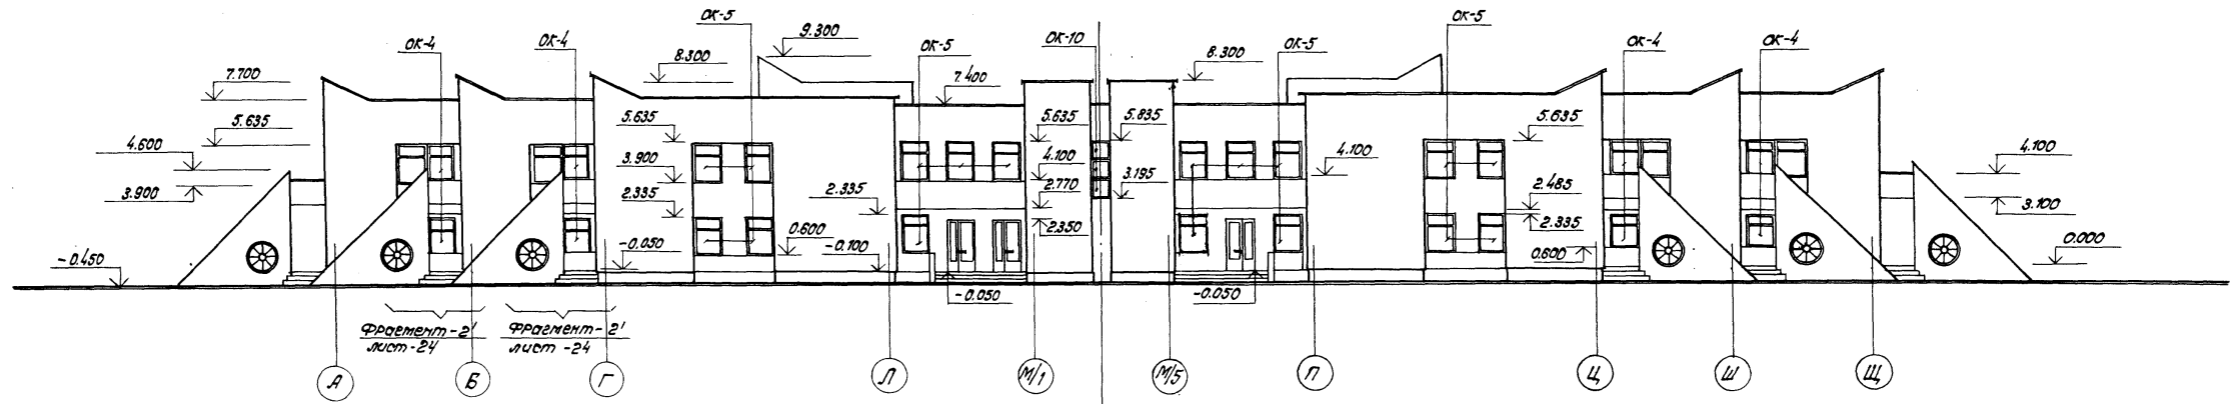 ОК-5
ОК-5
9.300
ОК-4
ОК-4
ОК-5
ОК-10
ОК-5
ОК-4
ОК-4
8.300
8.300
7.700
7.400
5.635
5.635
5.635
5.835
5.635
4.600
3.900
4.100
4.100
4.100
3.900
2.335
2.335
2.770
3.195
2.485
3.100
2.350
2.335
0.600
0.600
0.000
-0.450
-0.050
-0.100
-0.050
-0.050
Фрагмент-2'
лист-24
Фрагмент-2'
лист-24
А
Б
Г
Л
М/1
М/5
П
Ц
Ш
Щ